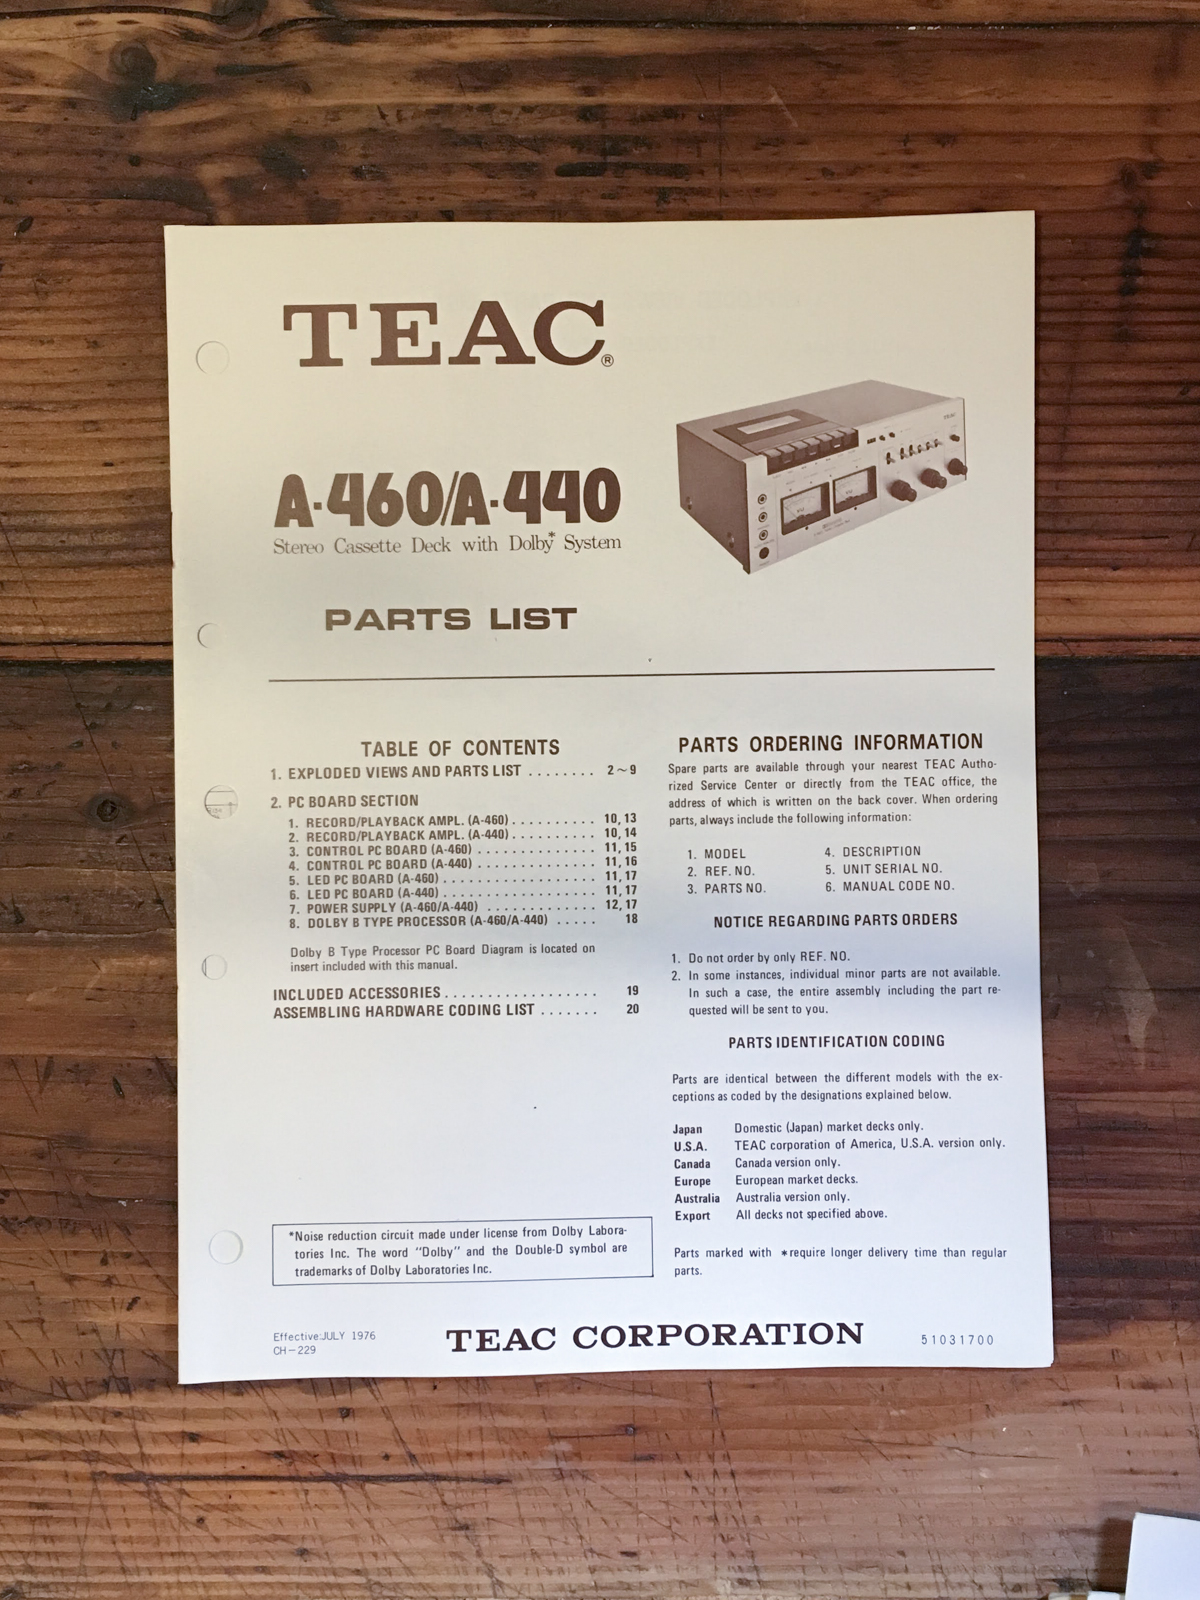 TEAC®
A-460/A-440
Stereo Cassette Deck with Dolby* System
PARTS LIST
TABLE OF CONTENTS
1. EXPLODED VIEWS AND PARTS LIST ........ 2~9
2. PC BOARD SECTION
1. RECORD/PLAYBACK AMPL. (A-460) .......... 10, 13
2. RECORD/PLAYBACK AMPL. (A-440) .......... 10, 14
3. CONTROL PC BOARD (A-460) .............. 11, 15
4. CONTROL PC BOARD (A-440) .............. 11, 16
5. LED PC BOARD (A-460) .................. 11, 17
6. LED PC BOARD (A-440) .................. 11, 17
7. POWER SUPPLY (A-460/A-440) ............. 12, 17
8. DOLBY B TYPE PROCESSOR (A-460/A-440) ..... 18
Dolby B Type Processor PC Board Diagram is located on
insert included with this manual.
INCLUDED ACCESSORIES .................. 19
ASSEMBLING HARDWARE CODING LIST ....... 20
*Noise reduction circuit made under license from Dolby Labora-
tories Inc. The word "Dolby" and the Double-D symbol are
trademarks of Dolby Laboratories Inc.
PARTS ORDERING INFORMATION
Spare parts are available through your nearest TEAC Autho-
rized Service Center or directly from the TEAC office, the
address of which is written on the back cover. When ordering
parts, always include the following information:
1. MODEL 4. DESCRIPTION
2. REF. NO. 5. UNIT SERIAL NO.
3. PARTS NO. 6. MANUAL CODE NO.
NOTICE REGARDING PARTS ORDERS
1. Do not order by only REF. NO.
2. In some instances, individual minor parts are not available.
In such a case, the entire assembly including the part re-
quested will be sent to you.
PARTS IDENTIFICATION CODING
Parts are identical between the different models with the ex-
ceptions as coded by the designations explained below.
Japan Domestic (Japan) market decks only.
U.S.A. TEAC corporation of America, U.S.A. version only.
Canada Canada version only.
Europe European market decks.
Australia Australia version only.
Export All decks not specified above.
Parts marked with *require longer delivery time than regular
parts.
Effective:JULY 1976
CH-229
TEAC CORPORATION
51031700